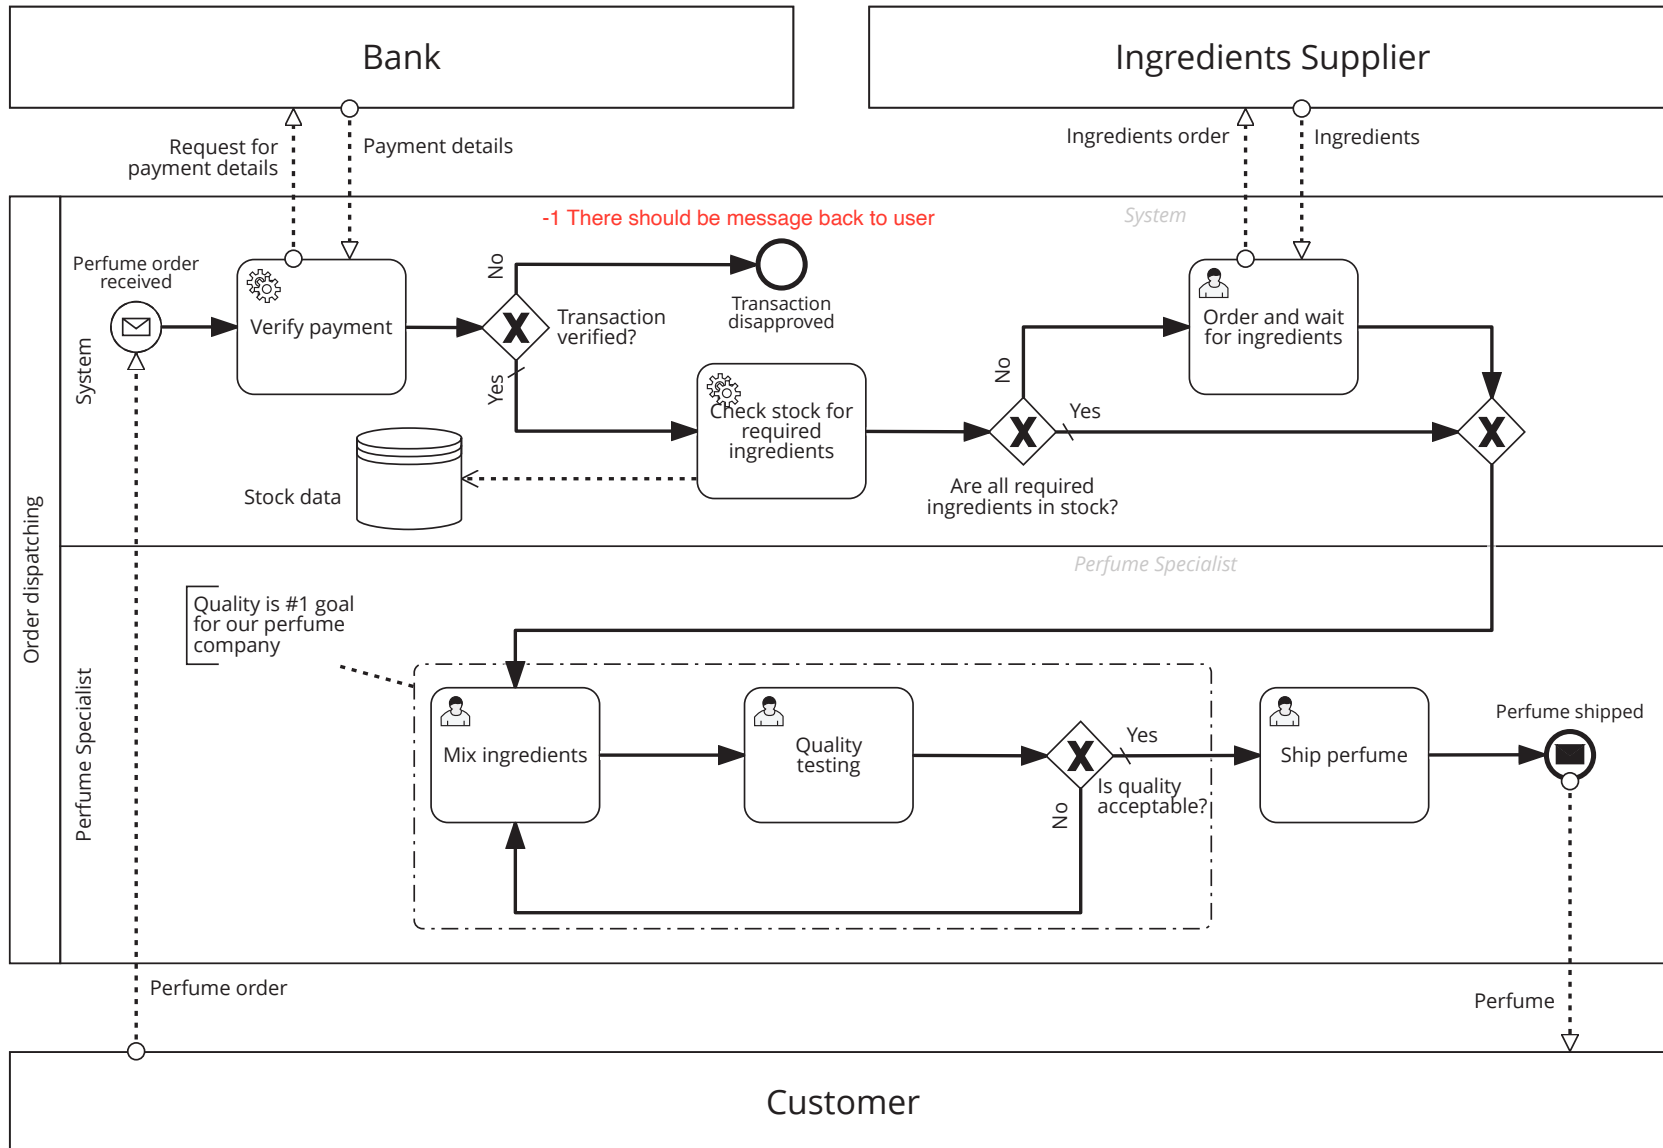 Bank
Ingredients Supplier
Request for
payment details
Payment details
Ingredients order
Ingredients
-1 There should be message back to user
System
Perfume order
received
Verify payment
No
Transaction
verified?
Transaction
disapproved
Yes
System
Check stock for
required
ingredients
Stock data
No
Yes
Are all required
ingredients in stock?
Order and wait
for ingredients
Order dispatching
Perfume Specialist
Quality is #1 goal
for our perfume
company
Perfume Specialist
Mix ingredients
Quality
testing
Yes
Is quality
acceptable?
No
Ship perfume
Perfume shipped
Perfume order
Perfume
Customer